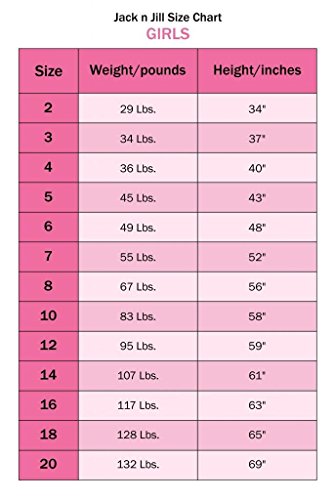 Jack n Jill Size Chart
GIRLS
Size Weight/pounds Height/inches
2 29 Lbs. 34"
3 34 Lbs. 37"
4 36 Lbs. 40"
5 45 Lbs. 43"
6 49 Lbs. 48"
7 55 Lbs. 52"
8 67 Lbs. 56"
10 83 Lbs. 58"
12 95 Lbs. 59"
14 107 Lbs. 61"
16 117 Lbs. 63"
18 128 Lbs. 65"
20 132 Lbs. 69"